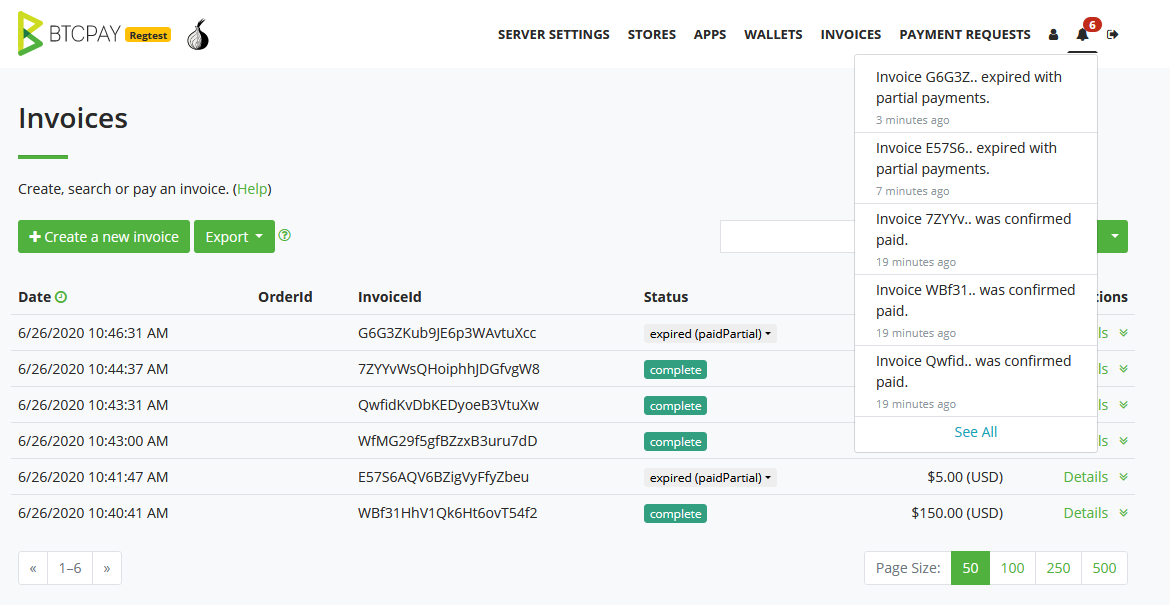 BTCPAY Regtest
SERVER SETTINGS STORES APPS WALLETS INVOICES PAYMENT REQUESTS 6
Invoice G6G3Z.. expired with
partial payments.
3 minutes ago
Invoice E57S6.. expired with
partial payments.
7 minutes ago
Invoice 7ZYYv.. was confirmed
paid.
19 minutes ago
Invoice WBf31.. was confirmed
paid.
19 minutes ago
Invoice Qwfid.. was confirmed
paid.
19 minutes ago
See All
Invoices
Create, search or pay an invoice. (Help)
Create a new invoice Export
Date OrderId InvoiceId Status ions
6/26/2020 10:46:31 AM G6G3ZKub9JE6p3WAvtuXcc expired (paidPartial) ls
6/26/2020 10:44:37 AM 7ZYYvWsQHoiphhJDGfvgW8 complete ls
6/26/2020 10:43:31 AM QwfidKvDbKEDyoeB3VtuXw complete ls
6/26/2020 10:43:00 AM WfMG29f5gfBZzxB3uru7dD complete ls
6/26/2020 10:41:47 AM E57S6AQV6BZigVyFfyZbeu expired (paidPartial) $5.00 (USD) Details
6/26/2020 10:40:41 AM WBf31HhV1Qk6Ht6ovT54f2 complete $150.00 (USD) Details
« 1–6 » Page Size: 50 100 250 500